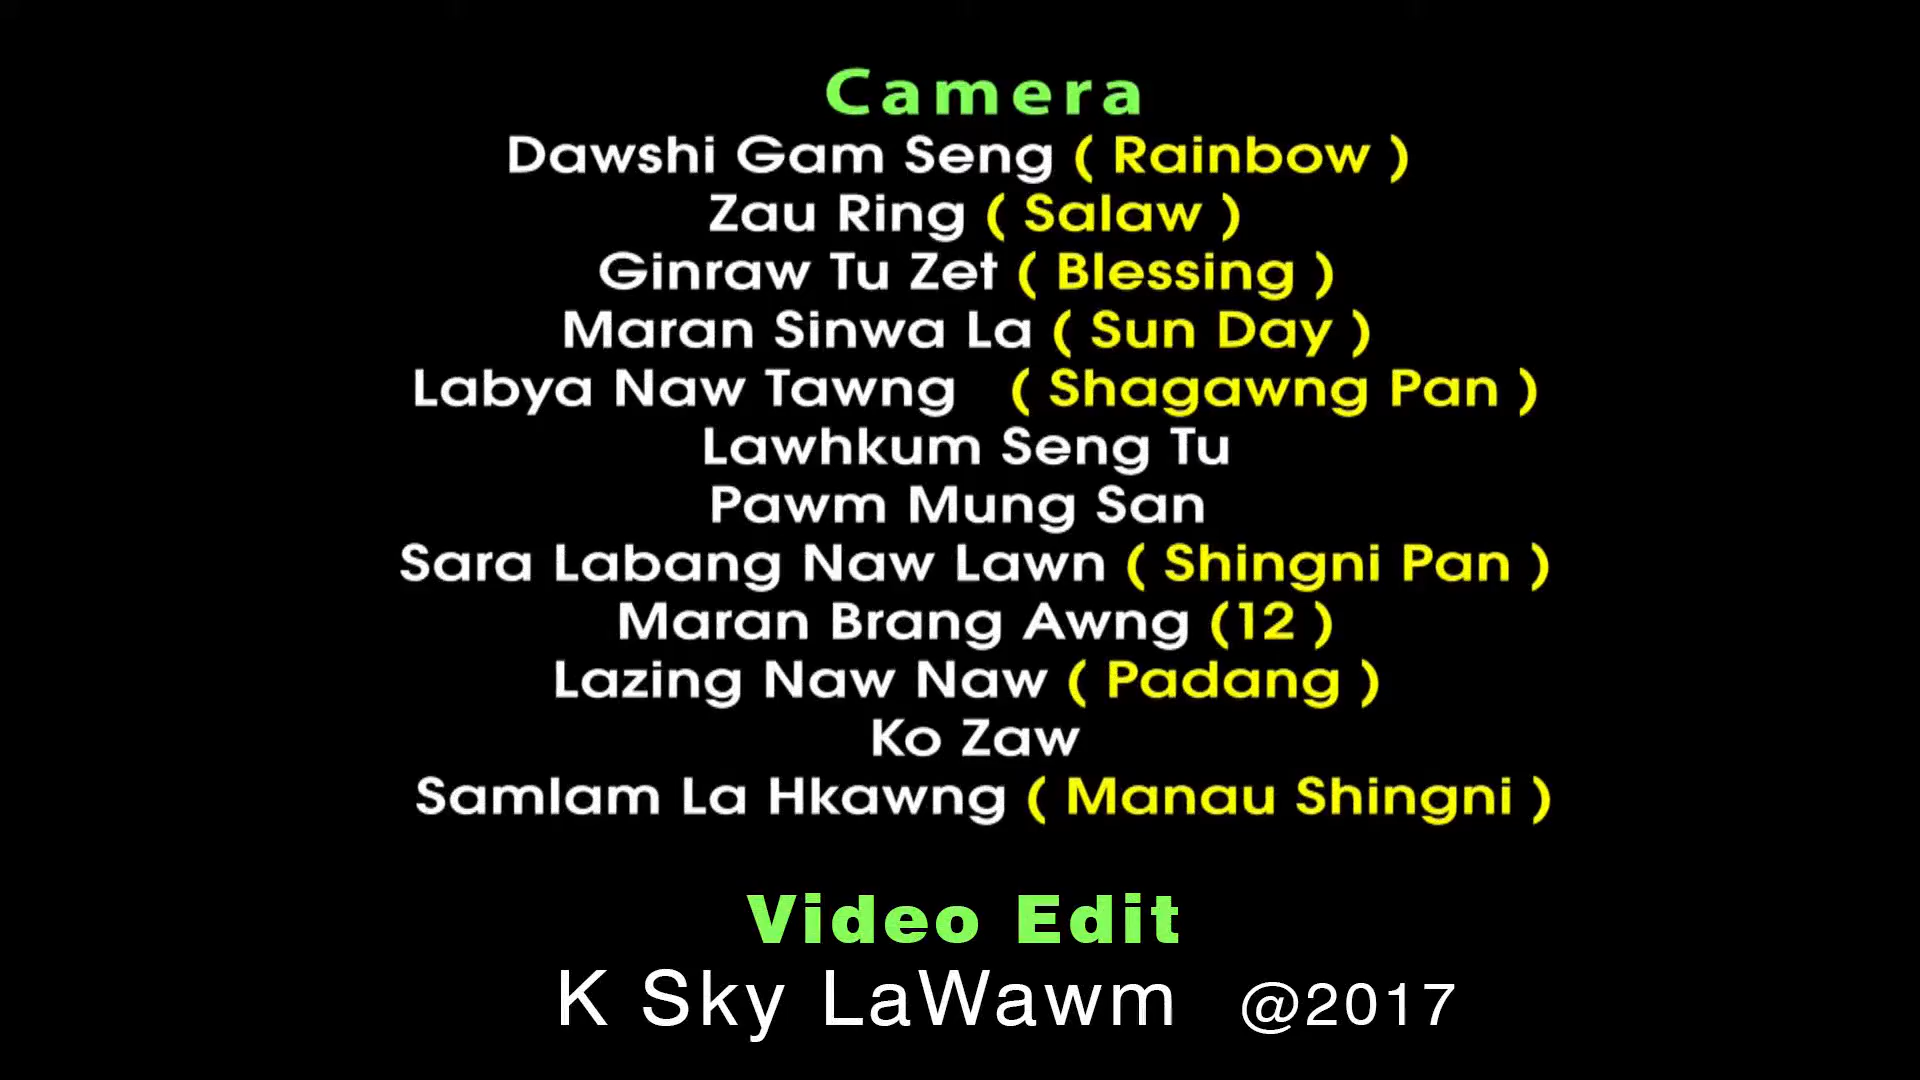 Camera
Dawshi Gam Seng ( Rainbow )
Zau Ring ( Salaw )
Ginraw Tu Zet ( Blessing )
Maran Sinwa La ( Sun Day )
Labya Naw Tawng ( Shagawng Pan )
Lawhkum Seng Tu
Pawm Mung San
Sara Labang Naw Lawn ( Shingni Pan )
Maran Brang Awng (12 )
Lazing Naw Naw ( Padang )
Ko Zaw
Samlam La Hkawng ( Manau Shingni )
Video Edit
K Sky LaWawm @2017